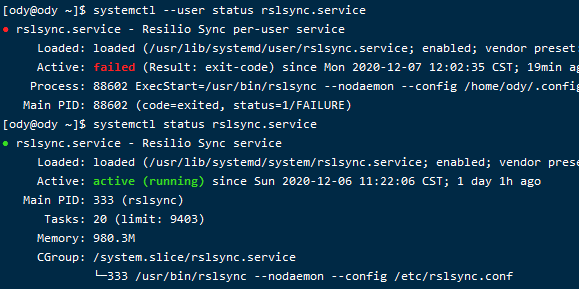 [ody@ody ~]$ systemctl --user status rslsync.service
● rslsync.service - Resilio Sync per-user service
Loaded: loaded (/usr/lib/systemd/user/rslsync.service; enabled; vendor preset:
Active: failed (Result: exit-code) since Mon 2020-12-07 12:02:35 CST; 19min ag
Process: 88602 ExecStart=/usr/bin/rslsync --nodaemon --config /home/ody/.config
Main PID: 88602 (code=exited, status=1/FAILURE)
[ody@ody ~]$ systemctl status rslsync.service
● rslsync.service - Resilio Sync service
Loaded: loaded (/usr/lib/systemd/system/rslsync.service; enabled; vendor prese
Active: active (running) since Sun 2020-12-06 11:22:06 CST; 1 day 1h ago
Main PID: 333 (rslsync)
Tasks: 20 (limit: 9403)
Memory: 980.3M
CGroup: /system.slice/rslsync.service
└─333 /usr/bin/rslsync --nodaemon --config /etc/rslsync.conf